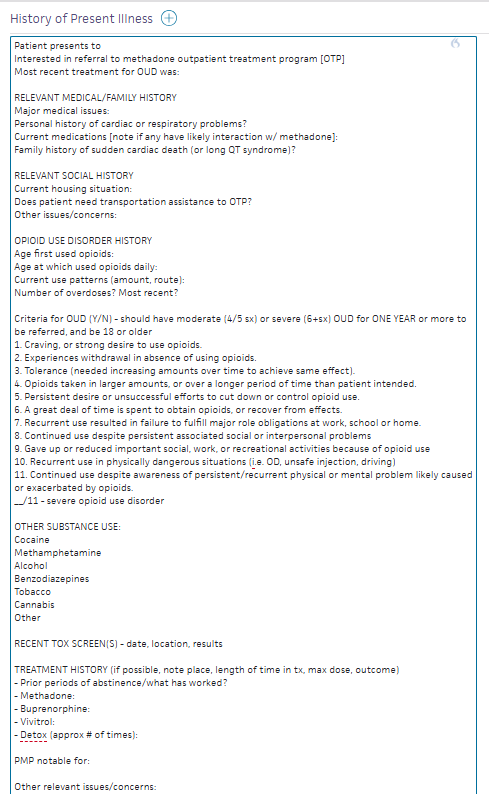 History of Present Illness
Patient presents to
Interested in referral to methadone outpatient treatment program [OTP]
Most recent treatment for OUD was:
RELEVANT MEDICAL/FAMILY HISTORY
Major medical issues:
Personal history of cardiac or respiratory problems?
Current medications [note if any have likely interaction w/ methadone]:
Family history of sudden cardiac death (or long QT syndrome)?
RELEVANT SOCIAL HISTORY
Current housing situation:
Does patient need transportation assistance to OTP?
Other issues/concerns:
OPIOID USE DISORDER HISTORY
Age first used opioids:
Age at which used opioids daily:
Current use patterns (amount, route):
Number of overdoses? Most recent?
Criteria for OUD (Y/N) - should have moderate (4/5 sx) or severe (6+sx) OUD for ONE YEAR or more to
be referred, and be 18 or older
1. Craving, or strong desire to use opioids.
2. Experiences withdrawal in absence of using opioids.
3. Tolerance (needed increasing amounts over time to achieve same effect).
4. Opioids taken in larger amounts, or over a longer period of time than patient intended.
5. Persistent desire or unsuccessful efforts to cut down or control opioid use.
6. A great deal of time is spent to obtain opioids, or recover from effects.
7. Recurrent use resulted in failure to fulfill major role obligations at work, school or home.
8. Continued use despite persistent associated social or interpersonal problems
9. Gave up or reduced important social, work, or recreational activities because of opioid use
10. Recurrent use in physically dangerous situations (i.e. OD, unsafe injection, driving)
11. Continued use despite awareness of persistent/recurrent physical or mental problem likely caused
or exacerbated by opioids.
__/11 - severe opioid use disorder
OTHER SUBSTANCE USE:
Cocaine
Methamphetamine
Alcohol
Benzodiazepines
Tobacco
Cannabis
Other
RECENT TOX SCREEN(S) - date, location, results
TREATMENT HISTORY (if possible, note place, length of time in tx, max dose, outcome)
- Prior periods of abstinence/what has worked?
- Methadone:
- Buprenorphine:
- Vivitrol:
- Detox (approx # of times):
PMP notable for:
Other relevant issues/concerns: